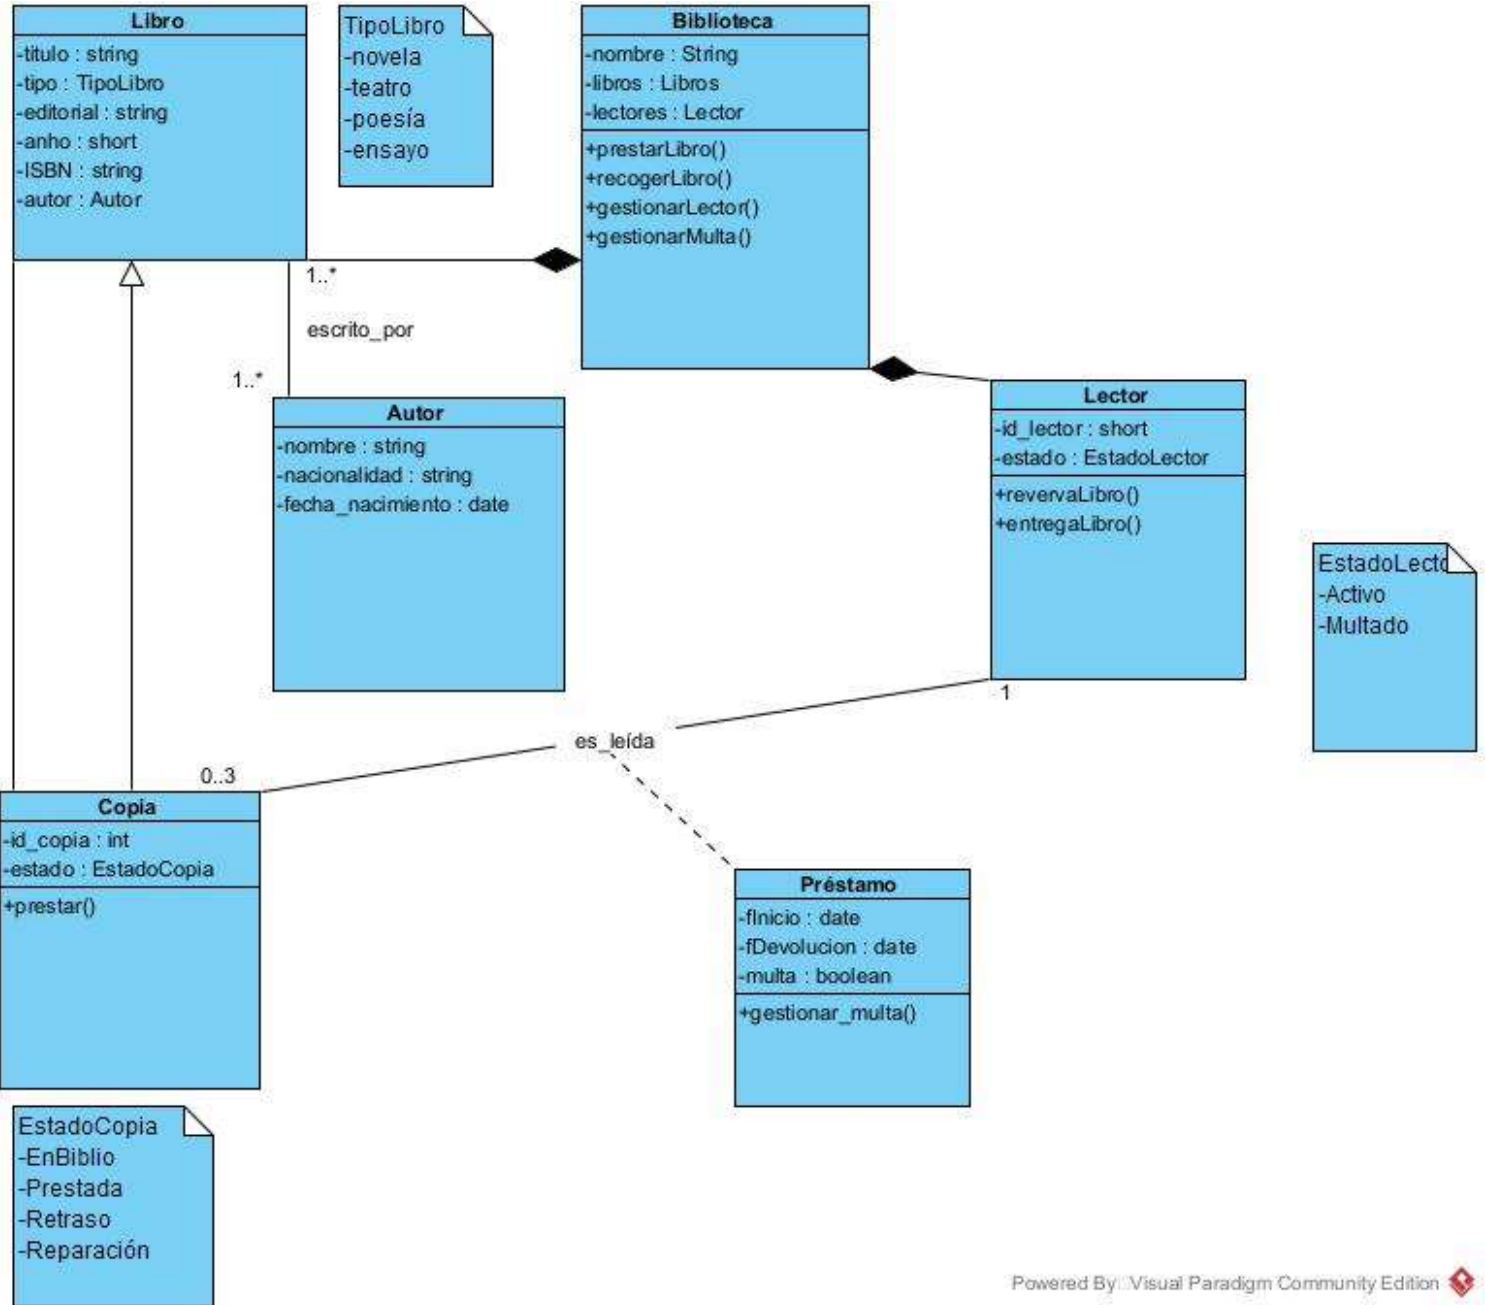 Libro
-titulo : string
-tipo : TipoLibro
-editorial : string
-anho : short
-ISBN : string
-autor : Autor
TipoLibro
-novela
-teatro
-poesía
-ensayo
Biblioteca
-nombre : String
-libros : Libros
-lectores : Lector
+prestarLibro()
+recogerLibro()
+gestionarLector()
+gestionarMulta()
1..*
escrito_por
1..*
Autor
-nombre : string
-nacionalidad : string
-fecha_nacimiento : date
Lector
-id_lector : short
-estado : EstadoLector
+revervaLibro()
+entregaLibro()
EstadoLecto
-Activo
-Multado
1
es_leída
0..3
Copia
-id_copia : int
-estado : EstadoCopia
+prestar()
Préstamo
-fInicio : date
-fDevolucion : date
-multa : boolean
+gestionar_multa()
EstadoCopia
-EnBiblio
-Prestada
-Retraso
-Reparación
Powered By Visual Paradigm Community Edition